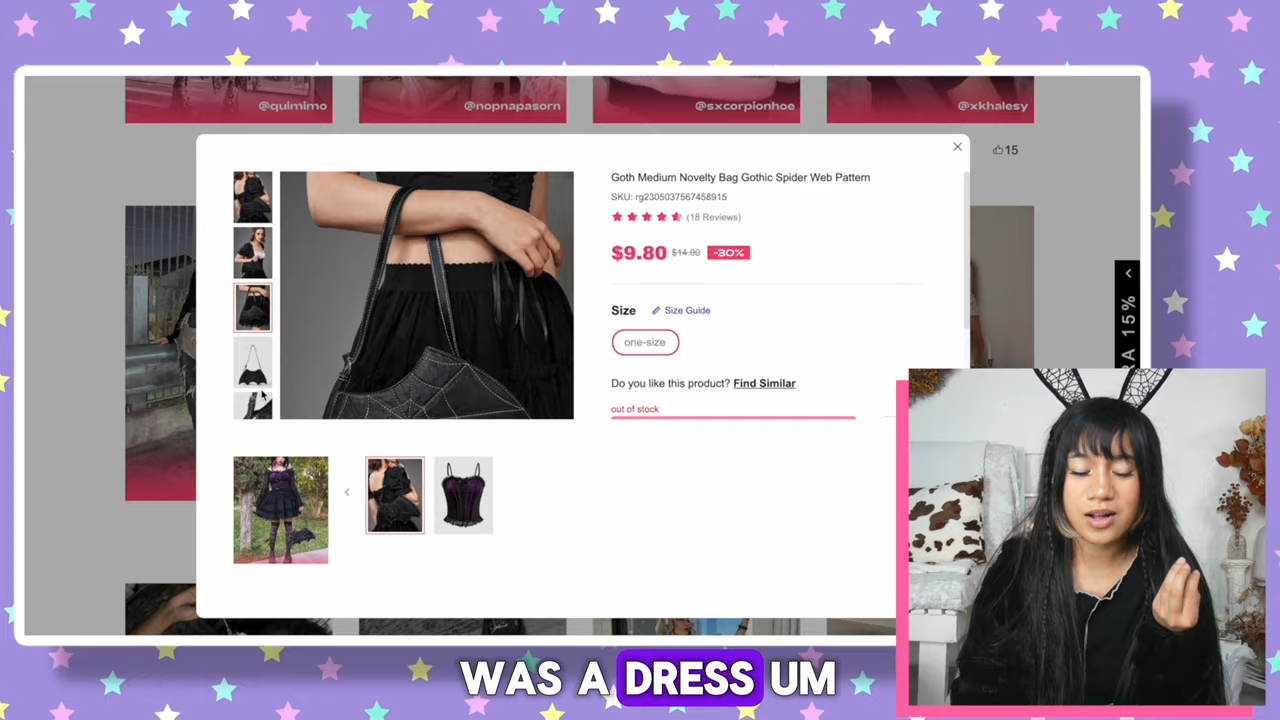 @quimimo
@nopnapasorn
@sxcorpionhoe
@xkhalesy
15
Goth Medium Novelty Bag Gothic Spider Web Pattern
SKU: rg2305037567458915
(18 Reviews)
$9.80 $14.00 -30%
Size Size Guide
one-size
Do you like this product? Find Similar
out of stock
RA 15%
WAS A DRESS UM